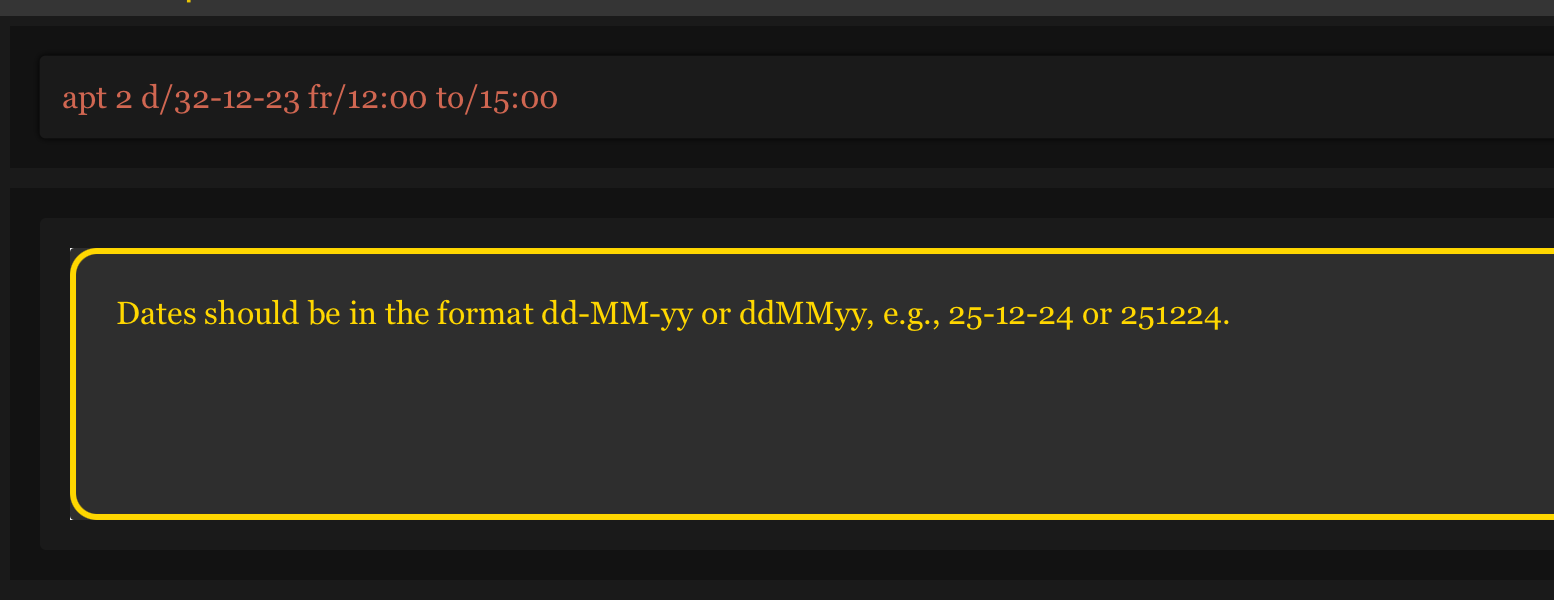 apt 2 d/32-12-23 fr/12:00 to/15:00
Dates should be in the format dd-MM-yy or ddMMyy, e.g., 25-12-24 or 251224.